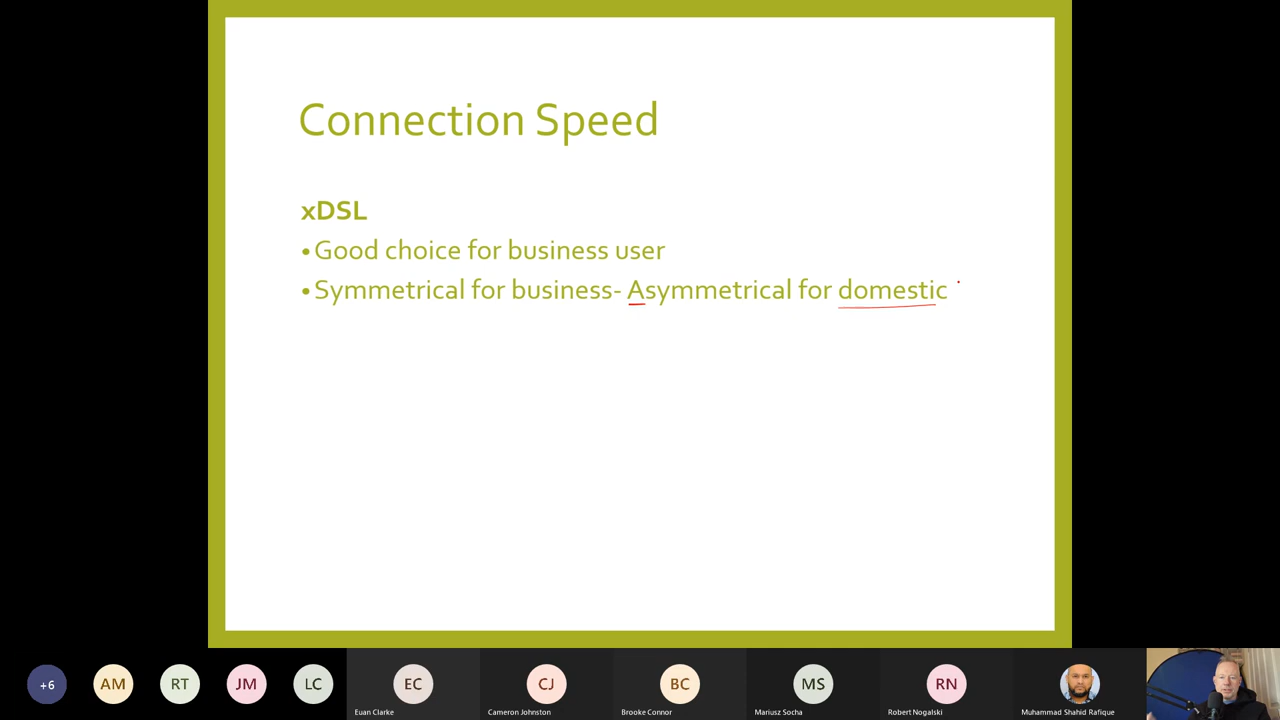 Connection Speed
xDSL
•Good choice for business user
•Symmetrical for business- Asymmetrical for domestic
+6
AM
RT
JM
LC
EC
CJ
BC
MS
RN
Euan Clarke
Cameron Johnston
Brooke Connor
Mariusz Socha
Robert Nogalski
Muhammad Shahid Rafique